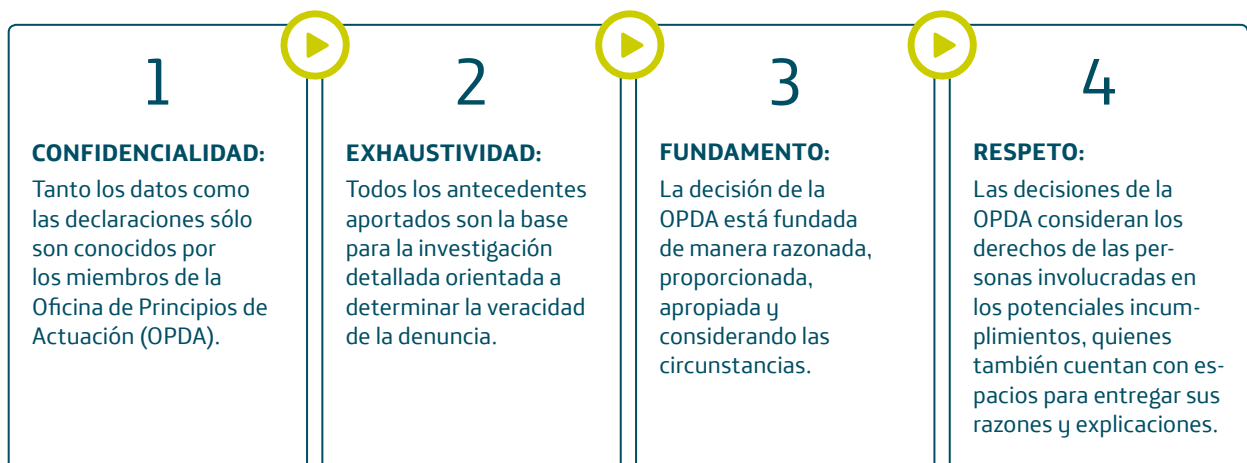 1
CONFIDENCIALIDAD:
Tanto los datos como
las declaraciones sólo
son conocidos por
los miembros de la
Oficina de Principios de
Actuación (OPDA).
2
EXHAUSTIVIDAD:
Todos los antecedentes
aportados son la base
para la investigación
detallada orientada a
determinar la veracidad
de la denuncia.
3
FUNDAMENTO:
La decisión de la
OPDA está fundada
de manera razonada,
proporcionada,
apropiada y
considerando las
circunstancias.
4
RESPETO:
Las decisiones de la
OPDA consideran los
derechos de las per-
sonas involucradas en
los potenciales incum-
plimientos, quienes
también cuentan con es-
pacios para entregar sus
razones y explicaciones.